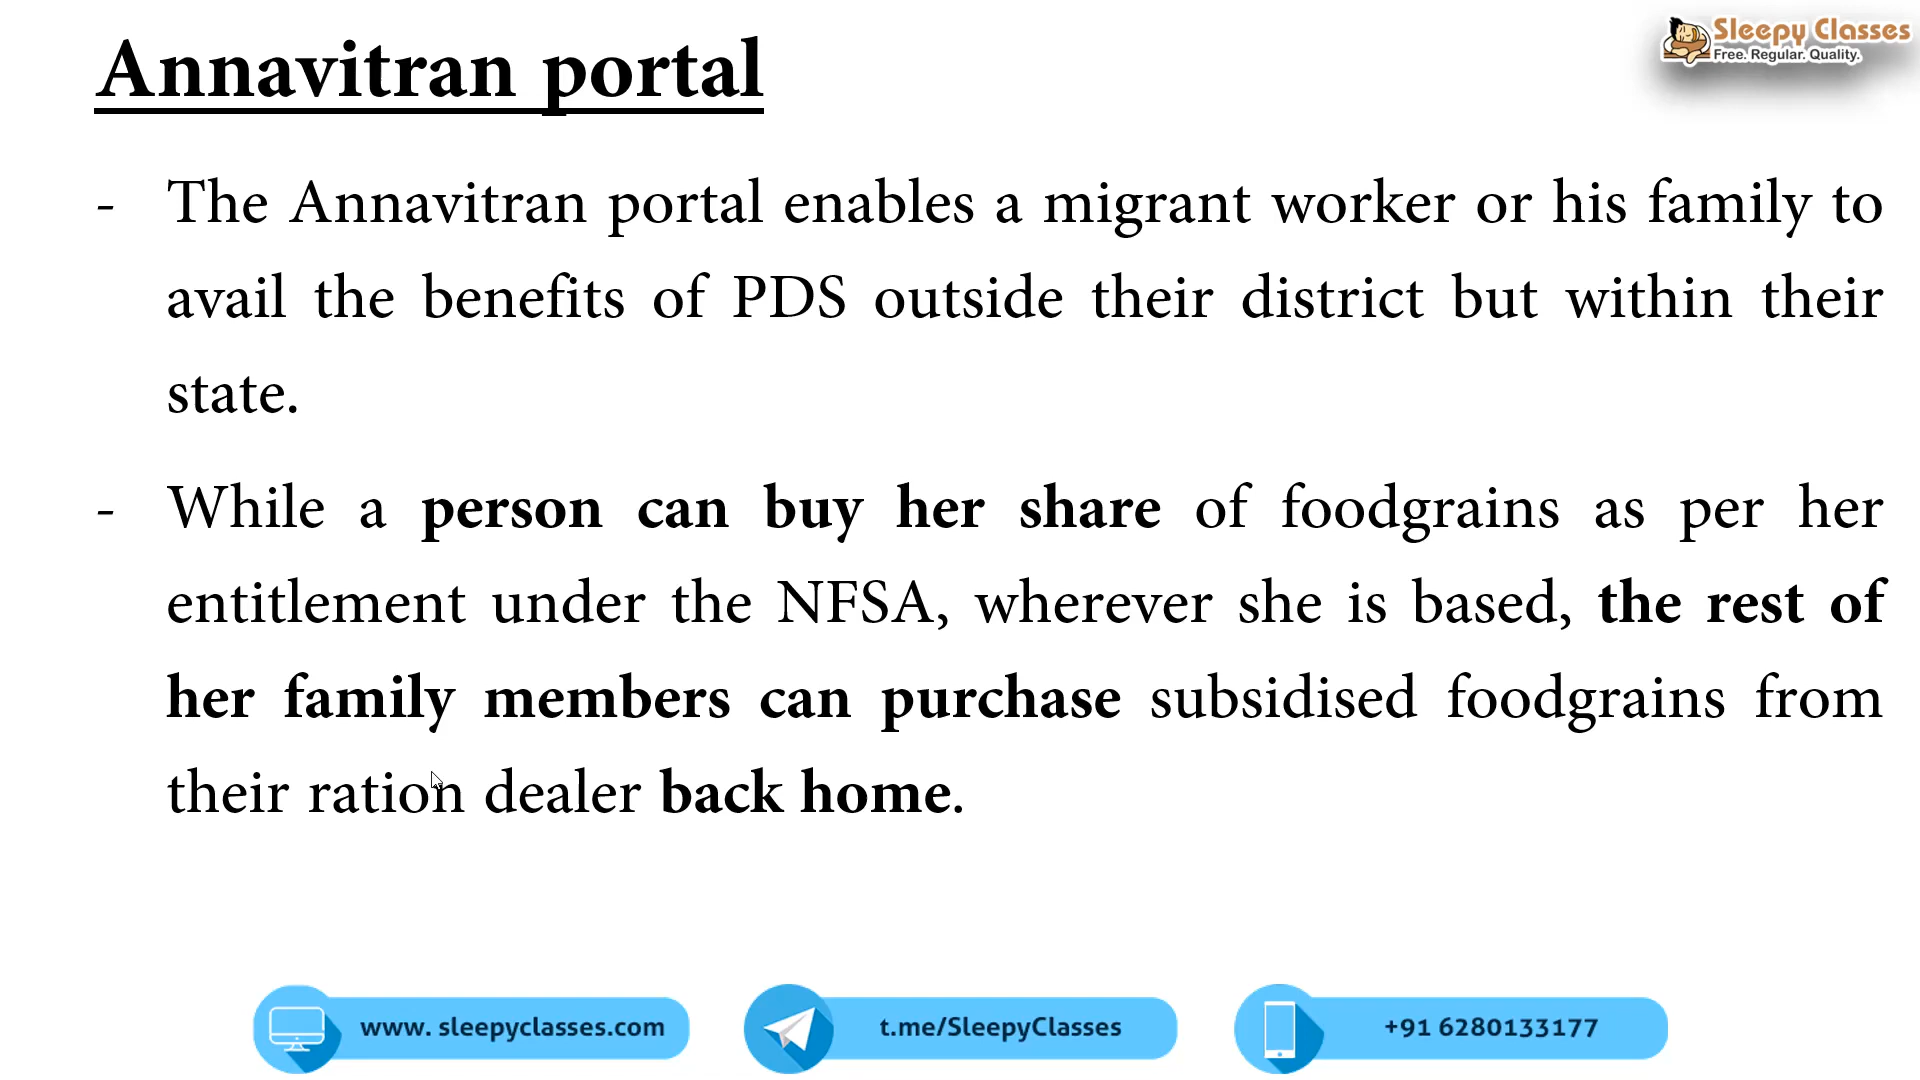 Annavitran portal
Sleepy Classes
Free. Regular. Quality.
- The Annavitran portal enables a migrant worker or his family to
avail the benefits of PDS outside their district but within their
state.
- While a person can buy her share of foodgrains as per her
entitlement under the NFSA, wherever she is based, the rest of
her family members can purchase subsidised foodgrains from
their ration dealer back home.
www. sleepyclasses.com
t.me/SleepyClasses
+91 6280133177